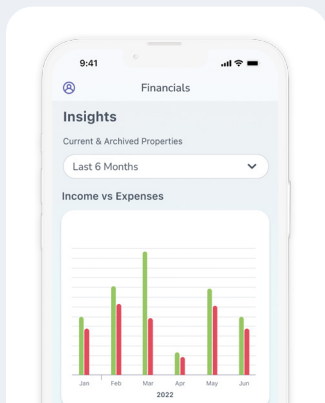 9:41
Financials
Insights
Current & Archived Properties
Last 6 Months
Income vs Expenses
Jan Feb Mar Apr May Jun
2022